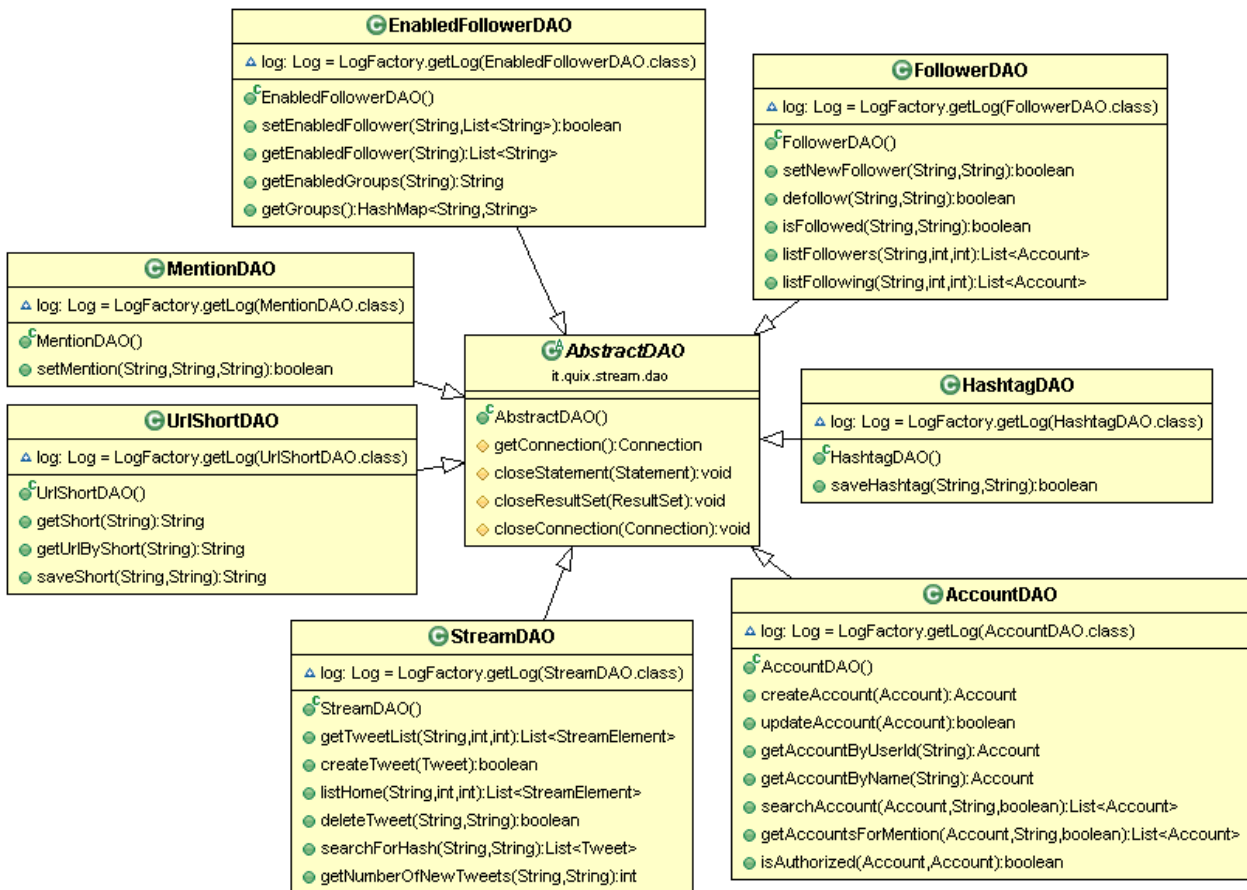 EnabledFollowerDAO
log: Log = LogFactory.getLog(EnabledFollowerDAO.class)
EnabledFollowerDAO()
setEnabledFollower(String,List<String>):boolean
getEnabledFollower(String):List<String>
getEnabledGroups(String):String
getGroups():HashMap<String,String>
FollowerDAO
log: Log = LogFactory.getLog(FollowerDAO.class)
FollowerDAO()
setNewFollower(String,String):boolean
defollow(String,String):boolean
isFollowed(String,String):boolean
listFollowers(String,int,int):List<Account>
listFollowing(String,int,int):List<Account>
MentionDAO
log: Log = LogFactory.getLog(MentionDAO.class)
MentionDAO()
setMention(String,String,String):boolean
AbstractDAO
it.quix.stream.dao
AbstractDAO()
getConnection():Connection
closeStatement(Statement):void
closeResultSet(ResultSet):void
closeConnection(Connection):void
HashtagDAO
log: Log = LogFactory.getLog(HashtagDAO.class)
HashtagDAO()
saveHashtag(String,String):boolean
UrlShortDAO
log: Log = LogFactory.getLog(UrlShortDAO.class)
UrlShortDAO()
getShort(String):String
getUrlByShort(String):String
saveShort(String,String):String
StreamDAO
log: Log = LogFactory.getLog(StreamDAO.class)
StreamDAO()
getTweetList(String,int,int):List<StreamElement>
createTweet(Tweet):boolean
listHome(String,int,int):List<StreamElement>
deleteTweet(String,String):boolean
searchForHash(String,String):List<Tweet>
getNumberOfNewTweets(String,String):int
AccountDAO
log: Log = LogFactory.getLog(AccountDAO.class)
AccountDAO()
createAccount(Account):Account
updateAccount(Account):boolean
getAccountByUserId(String):Account
getAccountByName(String):Account
searchAccount(Account,String,boolean):List<Account>
getAccountsForMention(Account,String,boolean):List<Account>
isAuthorized(Account,Account):boolean